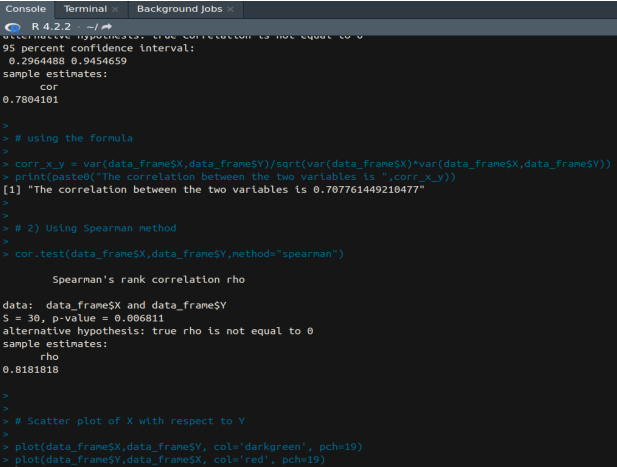 Console Terminal × Background Jobs ×
R 4.2.2 · ~/
alternative hypothesis: true correlation is not equal to 0
95 percent confidence interval:
 0.2964488 0.9454659
sample estimates:
      cor
0.7804101
>
> # using the formula
>
> corr_x_y = var(data_frame$X,data_frame$Y)/sqrt(var(data_frame$X)*var(data_frame$X,data_frame$Y))
> print(paste0("The correlation between the two variables is ",corr_x_y))
[1] "The correlation between the two variables is 0.707761449210477"
>
>
> # 2) Using Spearman method
>
> cor.test(data_frame$X,data_frame$Y,method="spearman")
        Spearman's rank correlation rho
data:  data_frame$X and data_frame$Y
S = 30, p-value = 0.006811
alternative hypothesis: true rho is not equal to 0
sample estimates:
      rho
0.8181818
>
>
> # Scatter plot of X with respect to Y
>
> plot(data_frame$X,data_frame$Y, col='darkgreen', pch=19)
> plot(data_frame$Y,data_frame$X, col='red', pch=19)